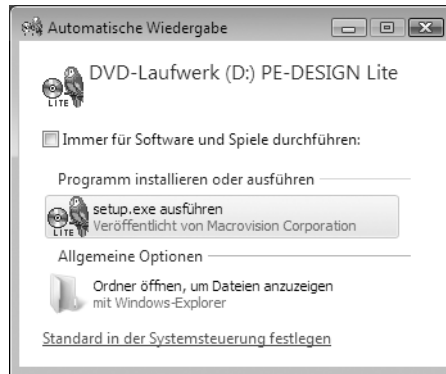 Automatische Wiedergabe
DVD-Laufwerk (D:) PE-DESIGN Lite
LITE
Immer für Software und Spiele durchführen:
Programm installieren oder ausführen
setup.exe ausführen
Veröffentlicht von Macrovision Corporation
LITE
Allgemeine Optionen
Ordner öffnen, um Dateien anzuzeigen
mit Windows-Explorer
Standard in der Systemsteuerung festlegen